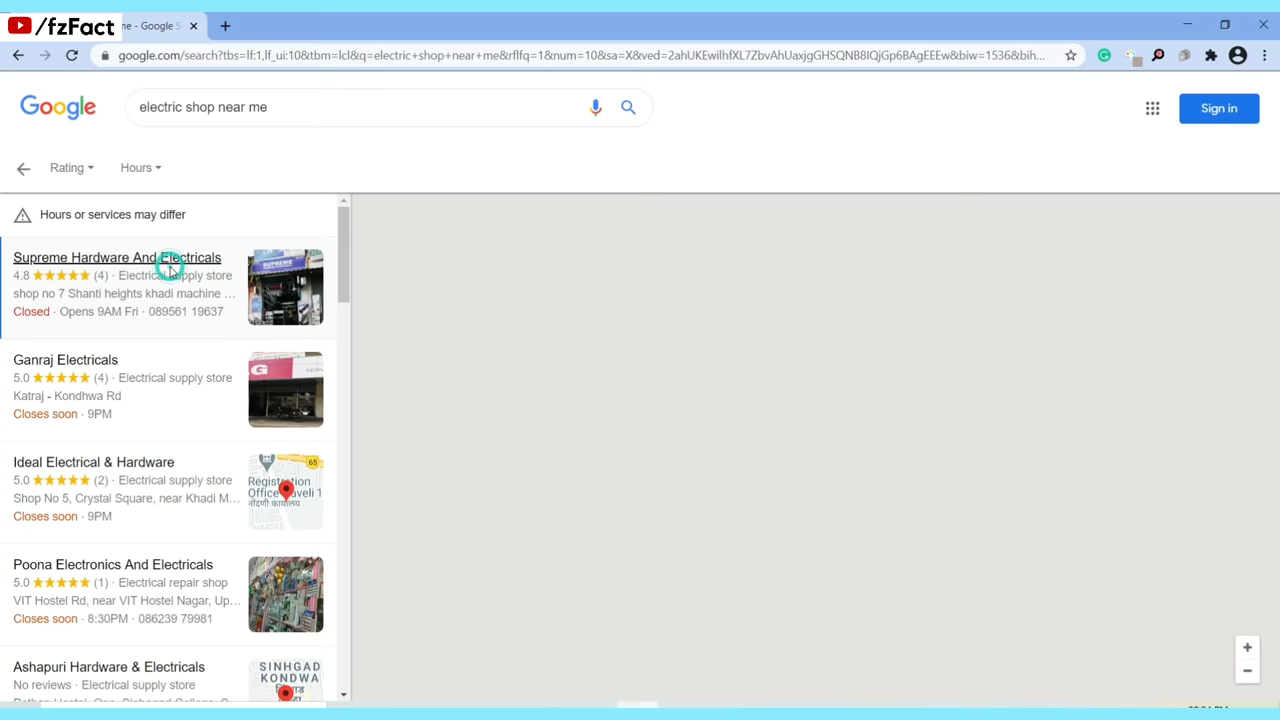 /fzFact
me - Google S
google.com/search?tbs=lf:1,lf_ui:10&tbm=lcl&q=electric+shop+near+me&rflfq=1&num=10&sa=X&ved=2ahUKEwilhfXL7ZbvAhUaxjgGHSQNB8IQjGp6BAgEEEw&biw=1536&bih...
Google
electric shop near me
Sign in
Rating
Hours
Hours or services may differ
Supreme Hardware And Electricals
4.8 ★★★★★ (4) · Electrical supply store
shop no 7 Shanti heights khadi machine ...
Closed · Opens 9AM Fri · 089561 19637
SUPREME
Ganraj Electricals
5.0 ★★★★★ (4) · Electrical supply store
Katraj - Kondhwa Rd
Closes soon · 9PM
G
Ideal Electrical & Hardware
5.0 ★★★★★ (2) · Electrical supply store
Shop No 5, Crystal Square, near Khadi M...
Closes soon · 9PM
65
Registration
Office Haveli 1
नोंदणी कार्यालय
Poona Electronics And Electricals
5.0 ★★★★★ (1) · Electrical repair shop
VIT Hostel Rd, near VIT Hostel Nagar, Up...
Closes soon · 8:30PM · 086239 79981
Ashapuri Hardware & Electricals
No reviews · Electrical supply store
SINHGAD
KONDWA